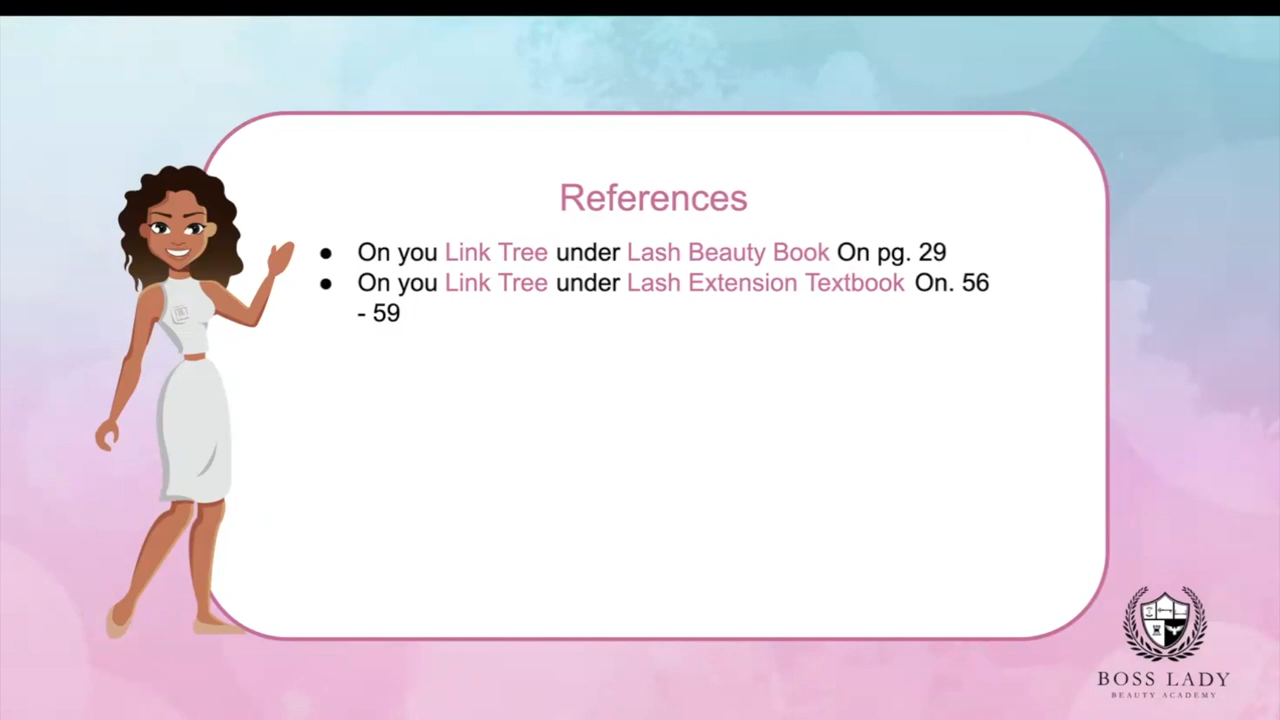 References
● On you Link Tree under Lash Beauty Book On pg. 29
● On you Link Tree under Lash Extension Textbook On. 56
- 59
BOSS LADY
BEAUTY ACADEMY